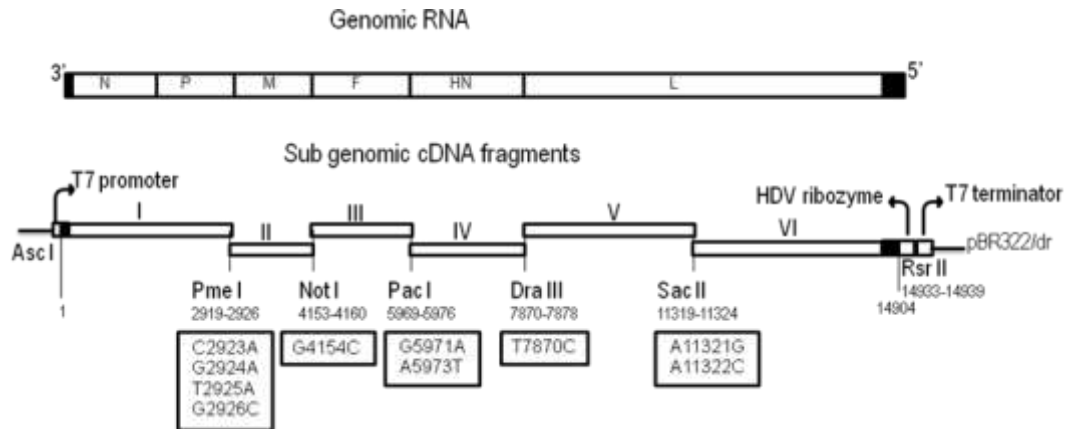 Genomic RNA
3' 5'
N P M F HN L
Sub genomic cDNA fragments
T7 promoter HDV ribozyme T7 terminator
I II III IV V VI
Asc I pBR322/dr
Rsr II
14933-14939
1 14904
Pme I Not I Pac I Dra III Sac II
2919-2926 4153-4160 5969-5976 7870-7878 11319-11324
C2923A G4154C G5971A T7870C A11321G
G2924A A5973T A11322C
T2925A
G2926C